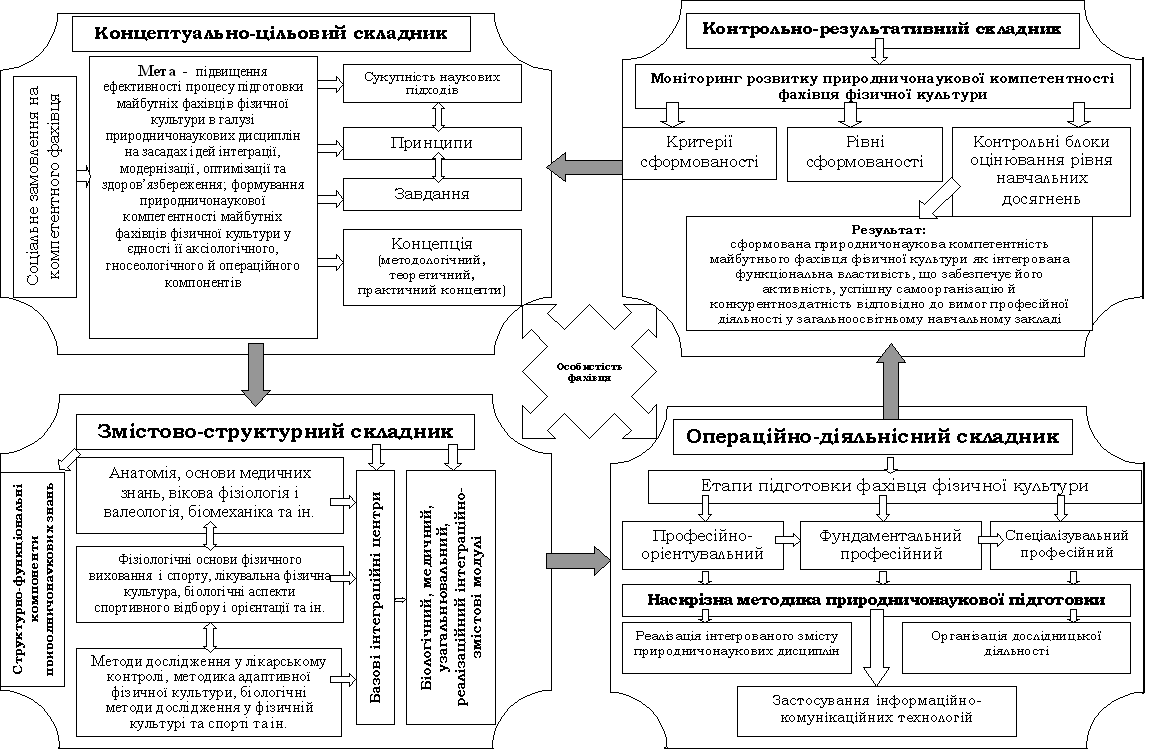 Концептуально-цільовий складник
Соціальне замовлення на
компетентного фахівця
Мета - підвищення
ефективності процесу підготовки
майбутніх фахівців фізичної
культури в галузі
природничонаукових дисциплін
на засадах ідей інтеграції,
модернізації, оптимізації та
здоров’язбереження; формування
природничонаукової
компетентності майбутніх
фахівців фізичної культури у
єдності її аксіологічного,
гносеологічного й операційного
компонентів
Сукупність наукових
підходів
Принципи
Завдання
Концепція
(методологічний,
теоретичний,
практичний концепти)
Контрольно-результативний складник
Моніторинг розвитку природничонаукової компетентності
фахівця фізичної культури
Критерії
сформованості
Рівні
сформованості
Контрольні блоки
оцінювання рівня
навчальних
досягнень
Результат:
сформована природничонаукова компетентність
майбутнього фахівця фізичної культури як інтегрована
функціональна властивість, що забезпечує його
активність, успішну самоорганізацію й
конкурентноздатність відповідно до вимог професійної
діяльності у загальноосвітньому навчальному закладі
Особистість
фахівця
Змістово-структурний складник
Структурно-функціональні
компоненти
природничонаукових знань
Анатомія, основи медичних
знань, вікова фізіологія і
валеологія, біомеханіка та ін.
Фізіологічні основи фізичного
виховання і спорту, лікувальна фізична
культура, біологічні аспекти
спортивного відбору і орієнтації та ін.
Методи дослідження у лікарському
контролі, методика адаптивної
фізичної культури, біологічні
методи дослідження у фізичній
культурі та спорті та ін.
Базові інтеграційні центри
Біологічний, медичний,
узагальнювальний,
реалізаційний інтеграційно-
змістові модулі
Операційно-діяльнісний складник
Етапи підготовки фахівця фізичної культури
Професійно-
орієнтувальний
Фундаментальний
професійний
Спеціалізувальний
професійний
Наскрізна методика природничонаукової підготовки
Реалізація інтегрованого змісту
природничонаукових дисциплін
Організація дослідницької
діяльності
Застосування інформаційно-
комунікаційних технологій